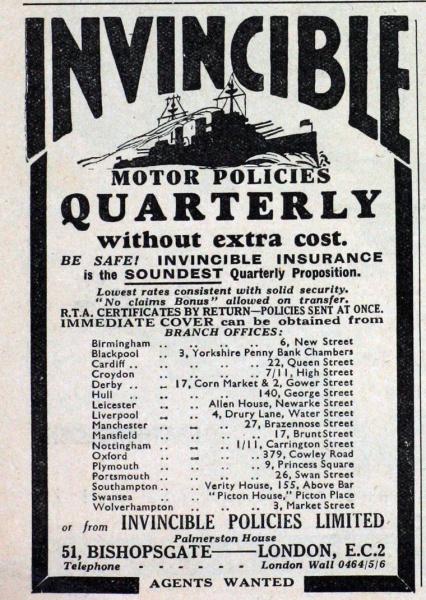 INVINCIBLE
MOTOR POLICIES
QUARTERLY
without extra cost.
BE SAFE! INVINCIBLE INSURANCE
is the SOUNDEST Quarterly Proposition.
Lowest rates consistent with solid security.
"No claims Bonus" allowed on transfer.
R.T.A. CERTIFICATES BY RETURN—POLICIES SENT AT ONCE.
IMMEDIATE COVER can be obtained from
BRANCH OFFICES:
Birmingham .. .. .. .. 6, New Street
Blackpool .. 3, Yorkshire Penny Bank Chambers
Cardiff .. .. .. .. 22, Queen Street
Croydon .. .. .. .. 7/11, High Street
Derby .. .. 17, Corn Market & 2, Gower Street
Hull .. .. .. .. 140, George Street
Leicester .. .. Allen House, Newarke Street
Liverpool .. .. 4, Drury Lane, Water Street
Manchester .. .. .. 27, Brazennose Street
Mansfield .. .. .. .. 17, Brunt Street
Nottingham .. .. 1/11, Carrington Street
Oxford .. .. .. .. 379, Cowley Road
Plymouth .. .. .. .. 9, Princess Square
Portsmouth .. .. .. .. 26, Swan Street
Southampton .. .. Verity House, 155, Above Bar
Swansea .. .. "Picton House," Picton Place
Wolverhampton .. .. .. 3, Market Street
or from INVINCIBLE POLICIES LIMITED
Palmerston House
51, BISHOPSGATE——LONDON, E.C.2
Telephone - - - - - - London Wall 0464/5/6
AGENTS WANTED